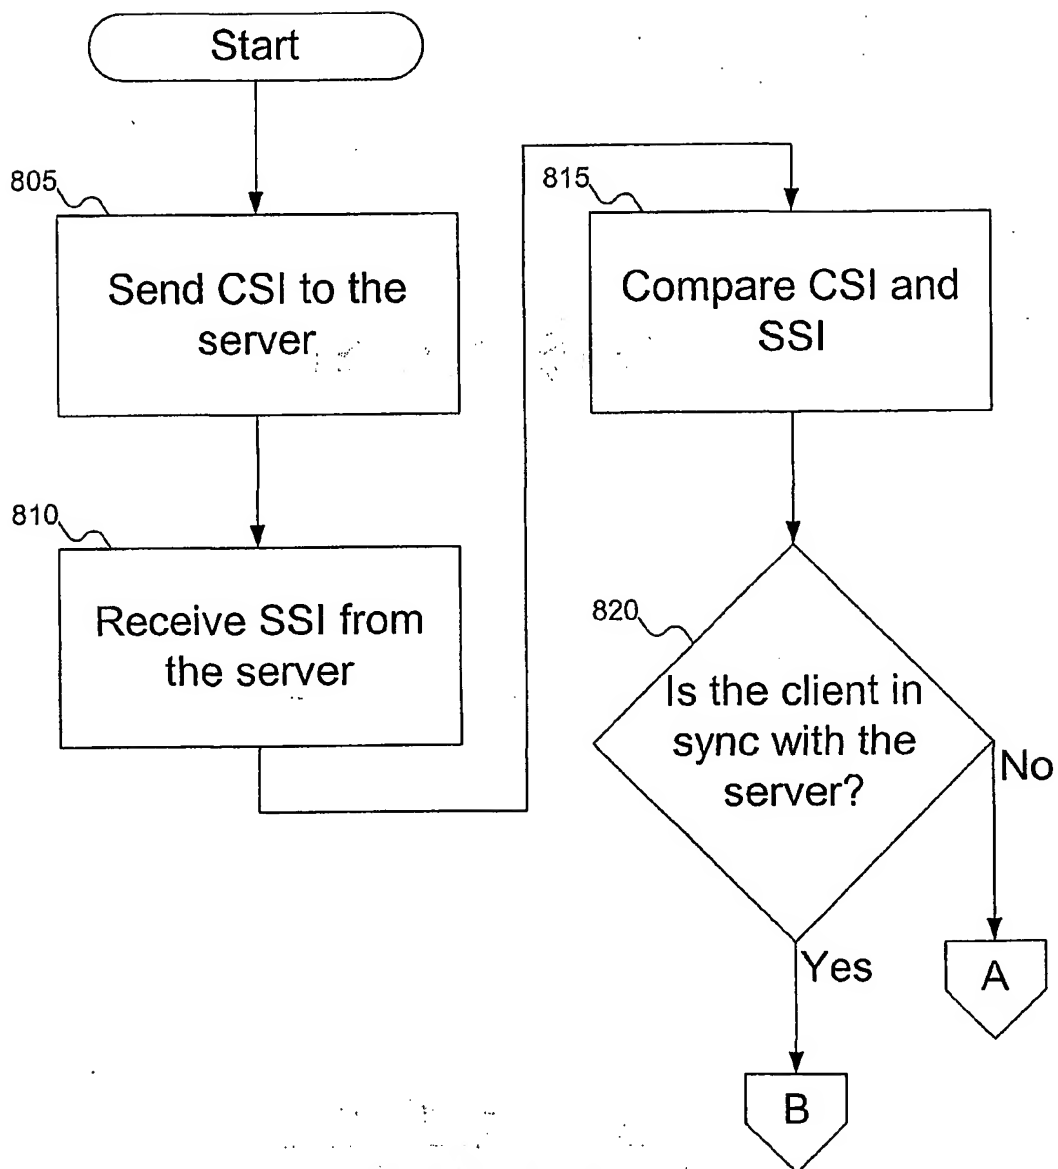 Start
805
Send CSI to the
server
810
Receive SSI from
the server
815
Compare CSI and
SSI
820
Is the client in
sync with the
server?
No
Yes
A
B